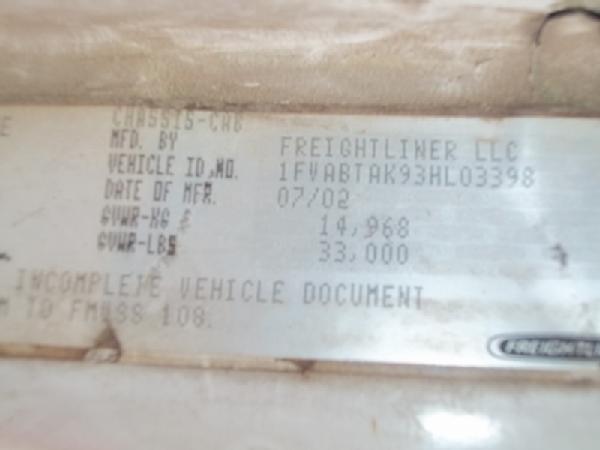 CHASSIS-CAB
MFD. BY FREIGHTLINER LLC
VEHICLE ID.NO. 1FVABTAK93HL03398
DATE OF MFR. 07/02
GVWR-KG 14,968
GVWR-LBS 33,000
INCOMPLETE VEHICLE DOCUMENT
TO FMVSS 108.
FREIGHTL